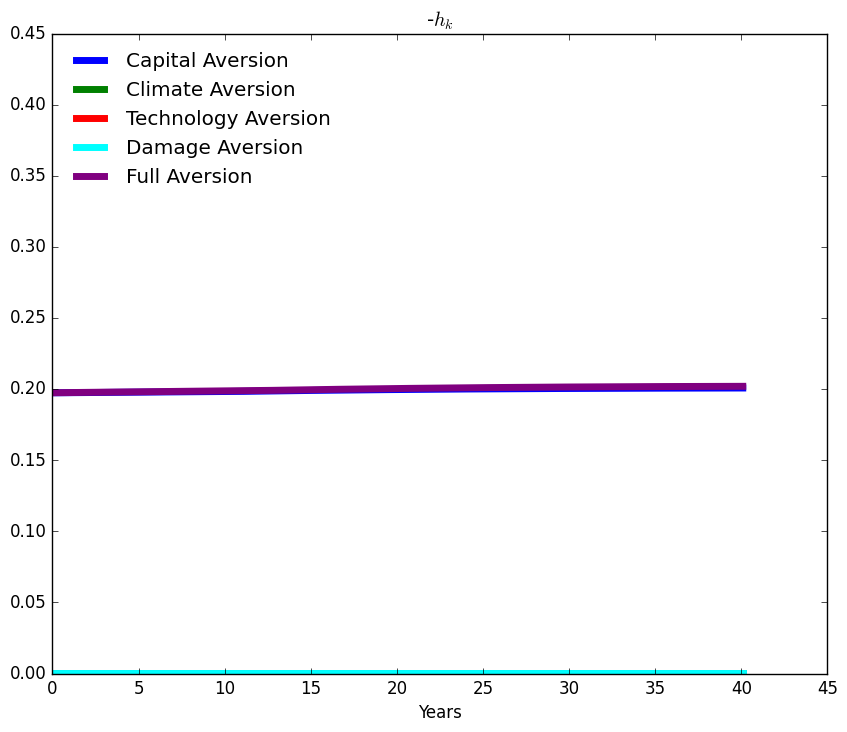 -hₖ
0.45
0.40
0.35
0.30
0.25
0.20
0.15
0.10
0.05
0.00
Capital Aversion
Climate Aversion
Technology Aversion
Damage Aversion
Full Aversion
0 5 10 15 20 25 30 35 40 45
Years